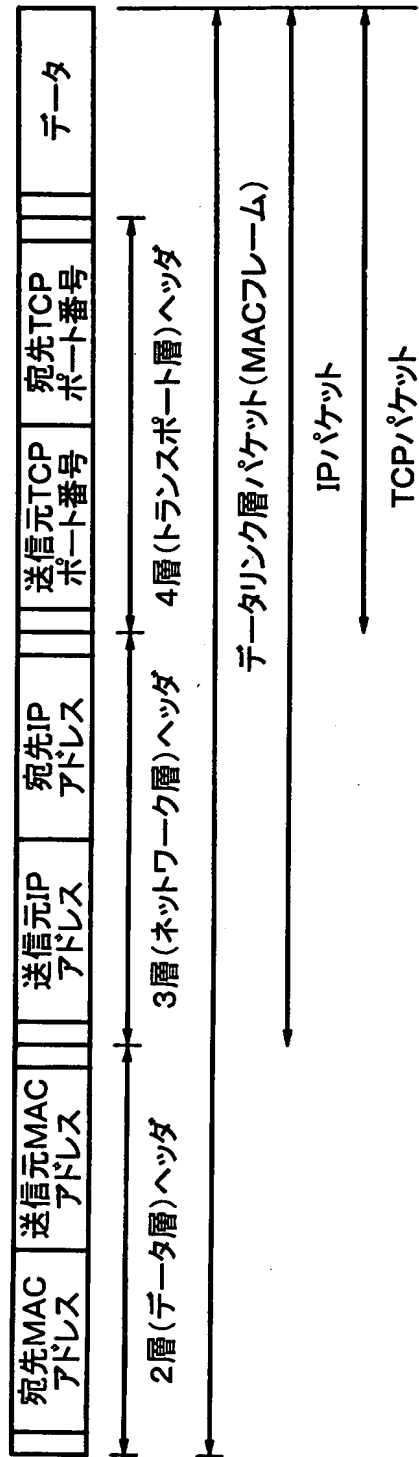 宛先MAC
アドレス
送信元MAC
アドレス
送信元IP
アドレス
宛先IP
アドレス
送信元TCP
ポート番号
宛先TCP
ポート番号
データ
2層(データ層)ヘッダ
3層(ネットワーク層)ヘッダ
4層(トランスポート層)ヘッダ
データリンク層パケット(MACフレーム)
IPパケット
TCPパケット